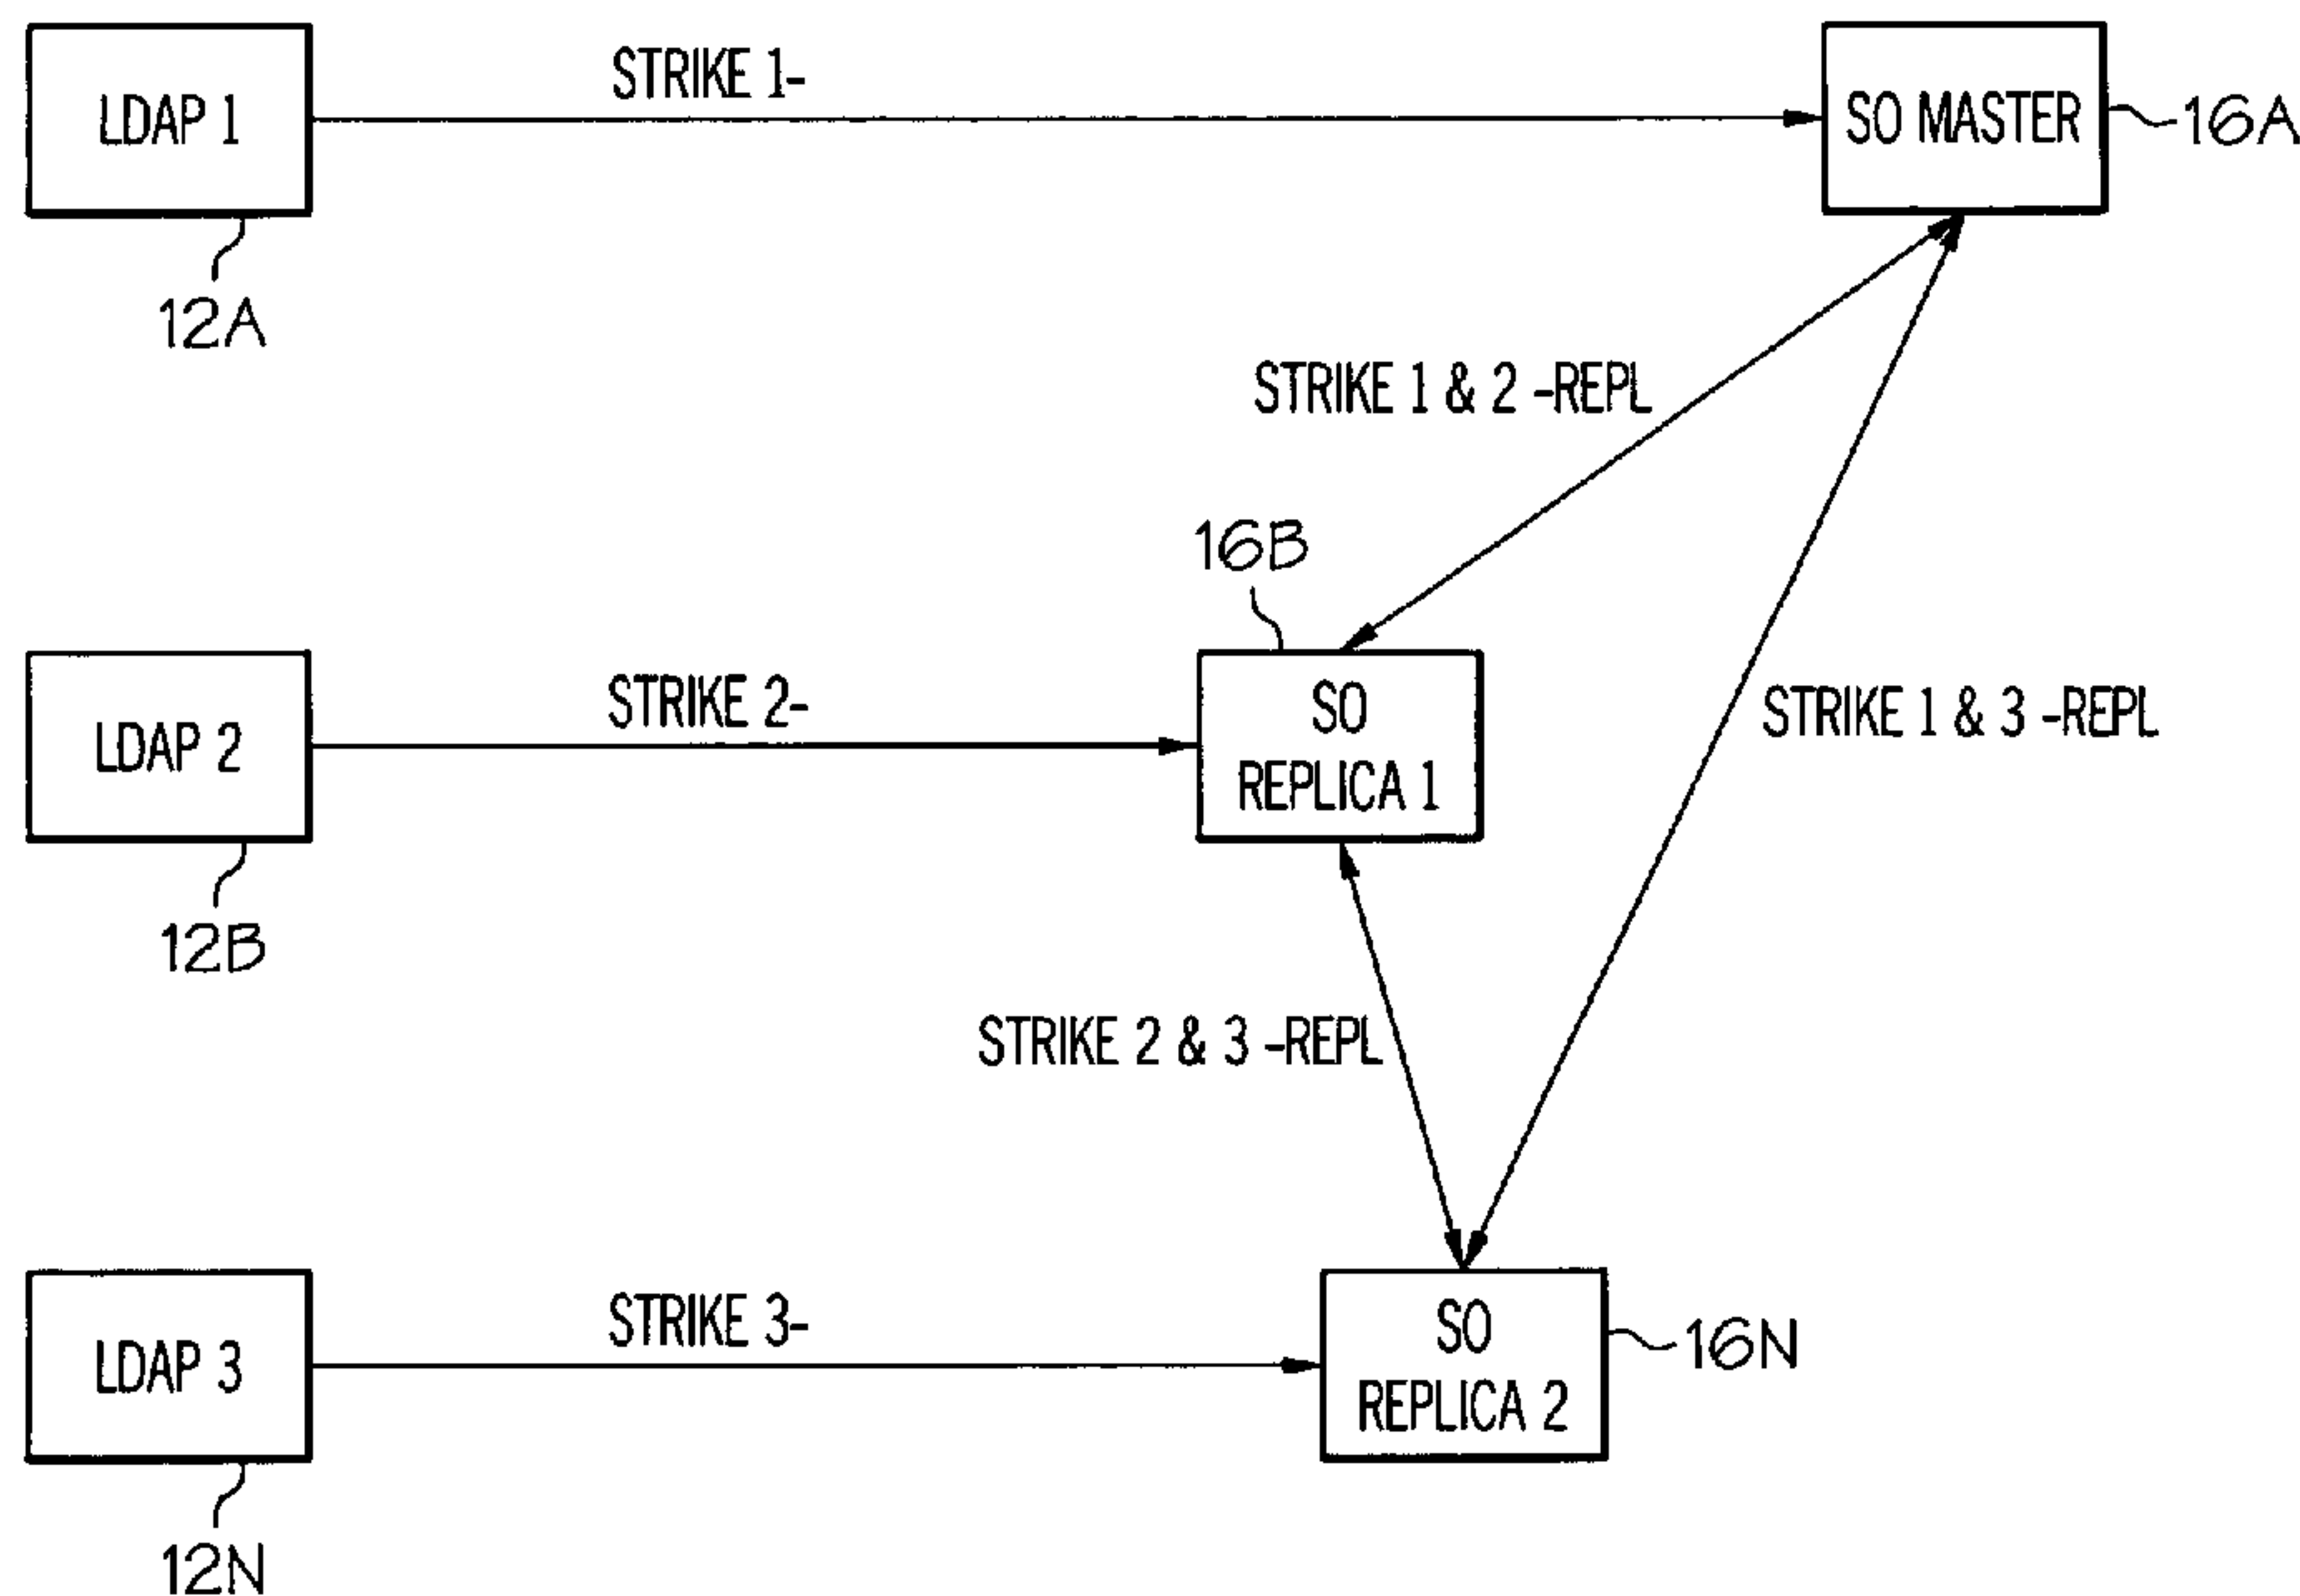 STRIKE 1-
LDAP 1
SO MASTER
16A
12A
STRIKE 1 & 2 -REPL
16B
STRIKE 2-
SO
REPLICA 1
LDAP 2
STRIKE 1 & 3 -REPL
12B
STRIKE 2 & 3 -REPL
STRIKE 3-
SO
REPLICA 2
LDAP 3
16N
12N